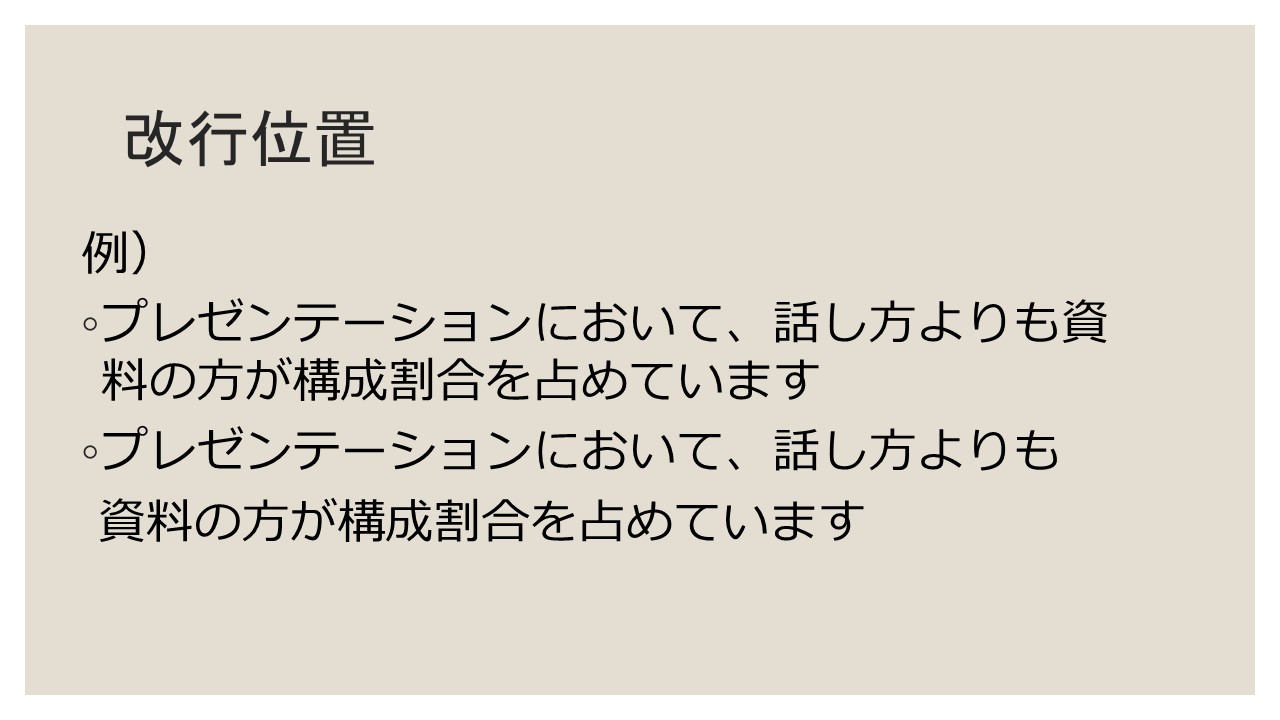 改行位置
例）
◦プレゼンテーションにおいて、話し方よりも資
料の方が構成割合を占めています
◦プレゼンテーションにおいて、話し方よりも
資料の方が構成割合を占めています